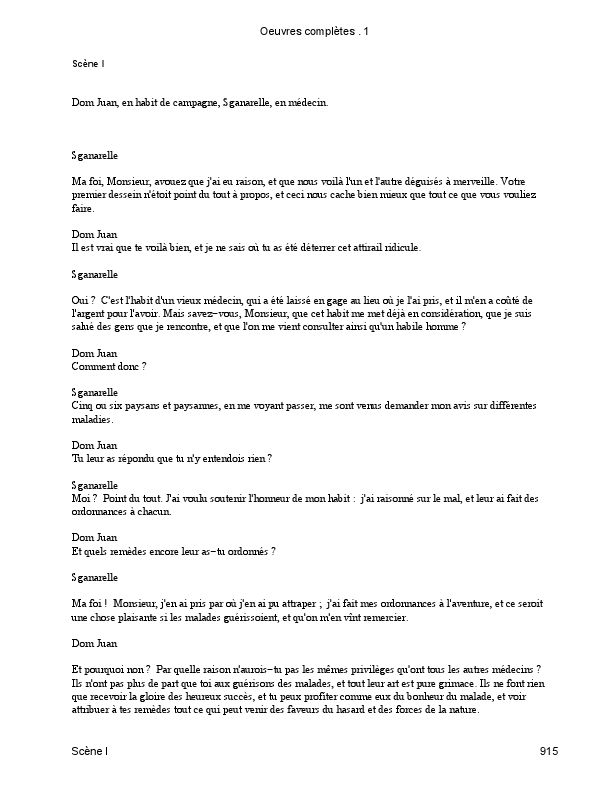 Oeuvres complètes . 1
Scène I
Dom Juan, en habit de campagne, Sganarelle, en médecin.
Sganarelle
Ma foi, Monsieur, avouez que j'ai eu raison, et que nous voilà l'un et l'autre déguisés à merveille. Votre
premier dessein n'étoit point du tout à propos, et ceci nous cache bien mieux que tout ce que vous vouliez
faire.
Dom Juan
Il est vrai que te voilà bien, et je ne sais où tu as été déterrer cet attirail ridicule.
Sganarelle
Oui ?  C'est l'habit d'un vieux médecin, qui a été laissé en gage au lieu où je l'ai pris, et il m'en a coûté de
l'argent pour l'avoir. Mais savez−vous, Monsieur, que cet habit me met déjà en considération, que je suis
salué des gens que je rencontre, et que l'on me vient consulter ainsi qu'un habile homme ?
Dom Juan
Comment donc ?
Sganarelle
Cinq ou six paysans et paysannes, en me voyant passer, me sont venus demander mon avis sur différentes
maladies.
Dom Juan
Tu leur as répondu que tu n'y entendois rien ?
Sganarelle
Moi ?  Point du tout. J'ai voulu soutenir l'honneur de mon habit :  j'ai raisonné sur le mal, et leur ai fait des
ordonnances à chacun.
Dom Juan
Et quels remèdes encore leur as−tu ordonnés ?
Sganarelle
Ma foi !  Monsieur, j'en ai pris par où j'en ai pu attraper ;  j'ai fait mes ordonnances à l'aventure, et ce seroit
une chose plaisante si les malades guérissoient, et qu'on m'en vînt remercier.
Dom Juan
Et pourquoi non ?  Par quelle raison n'aurois−tu pas les mêmes privilèges qu'ont tous les autres médecins ?
Ils n'ont pas plus de part que toi aux guérisons des malades, et tout leur art est pure grimace. Ils ne font rien
que recevoir la gloire des heureux succès, et tu peux profiter comme eux du bonheur du malade, et voir
attribuer à tes remèdes tout ce qui peut venir des faveurs du hasard et des forces de la nature.
Scène I 915